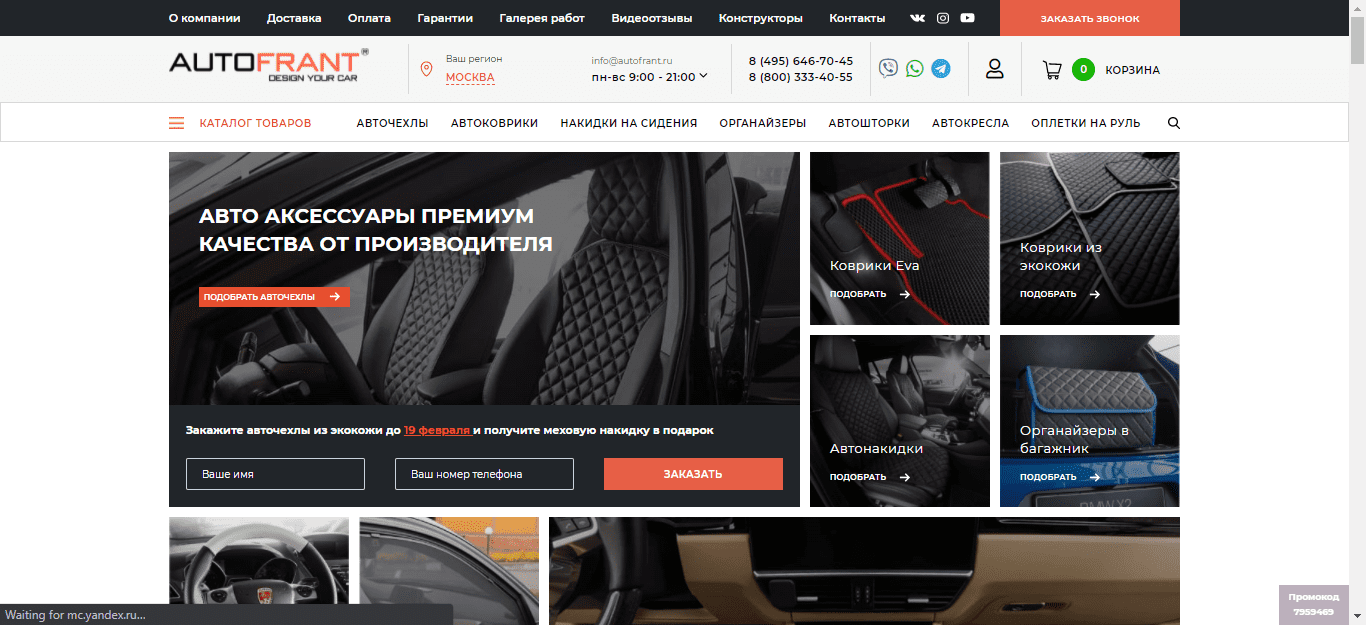 О компании Доставка Оплата Гарантии Галерея работ Видеоотзывы Конструкторы Контакты ЗАКАЗАТЬ ЗВОНОК
AUTOFRANT®
DESIGN YOUR CAR
Ваш регион
МОСКВА
info@autofrant.ru
пн-вс 9:00 - 21:00
8 (495) 646-70-45
8 (800) 333-40-55
0 КОРЗИНА
КАТАЛОГ ТОВАРОВ АВТОЧЕХЛЫ АВТОКОВРИКИ НАКИДКИ НА СИДЕНИЯ ОРГАНАЙЗЕРЫ АВТОШТОРКИ АВТОКРЕСЛА ОПЛЕТКИ НА РУЛЬ
АВТО АКСЕССУАРЫ ПРЕМИУМ
КАЧЕСТВА ОТ ПРОИЗВОДИТЕЛЯ
ПОДОБРАТЬ АВТОЧЕХЛЫ
Коврики Eva
ПОДОБРАТЬ
Коврики из
экокожи
ПОДОБРАТЬ
Закажите авточехлы из экокожи до 19 февраля и получите меховую накидку в подарок
Ваше имя
Ваш номер телефона
ЗАКАЗАТЬ
Автонакидки
ПОДОБРАТЬ
Органайзеры в
багажник
ПОДОБРАТЬ
BMW X2
Waiting for mc.yandex.ru...
Промокод
7959469